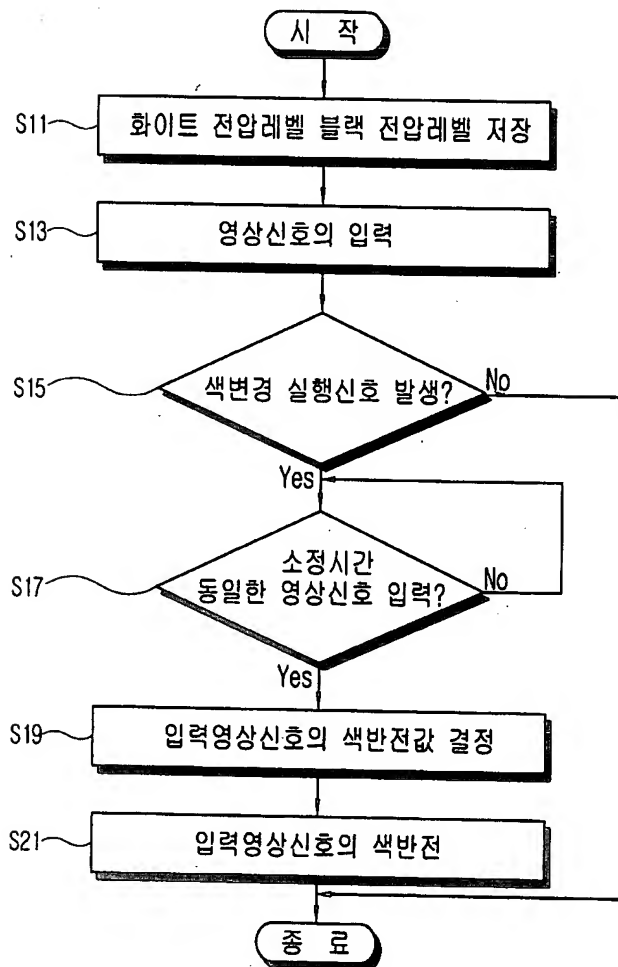 시 작
S11
화이트 전압레벨 블랙 전압레벨 저장
S13
영상신호의 입력
S15
색변경 실행신호 발생?
No
Yes
S17
소정시간
동일한 영상신호 입력?
No
Yes
S19
입력영상신호의 색반전값 결정
S21
입력영상신호의 색반전
종 료